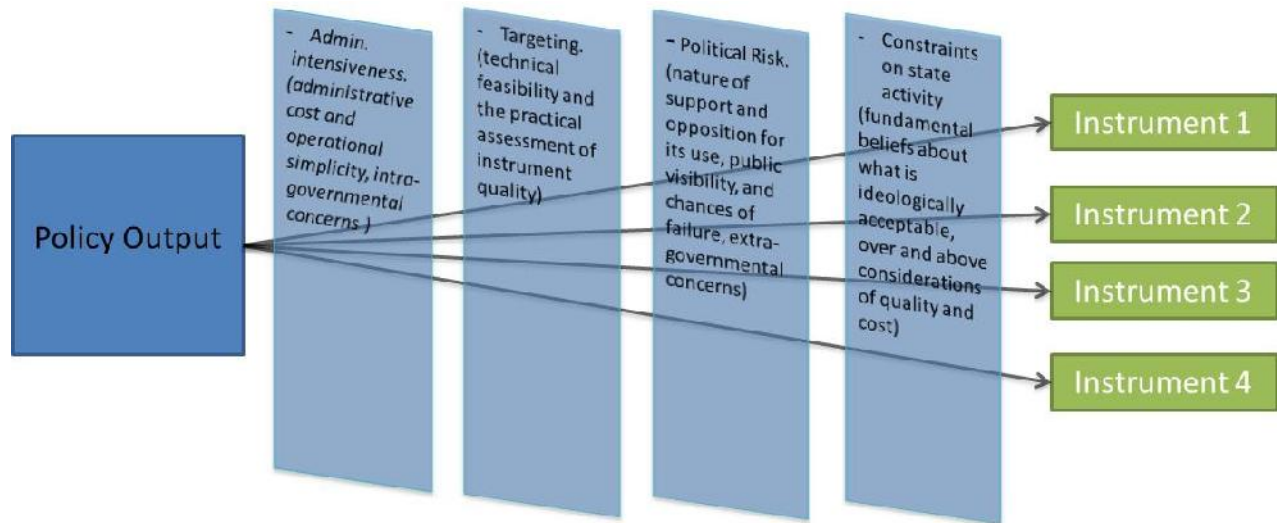 Policy Output
- Admin.
intensiveness.
(administrative
cost and
operational
simplicity, intra-
governmental
concerns )
- Targeting.
(technical
feasibility and
the practical
assessment of
instrument
quality)
- Political Risk.
(nature of
support and
opposition for
its use, public
visibility, and
chances of
failure, extra-
governmental
concerns)
- Constraints
on state
activity
(fundamental
beliefs about
what is
ideologically
acceptable,
over and above
considerations
of quality and
cost)
Instrument 1
Instrument 2
Instrument 3
Instrument 4